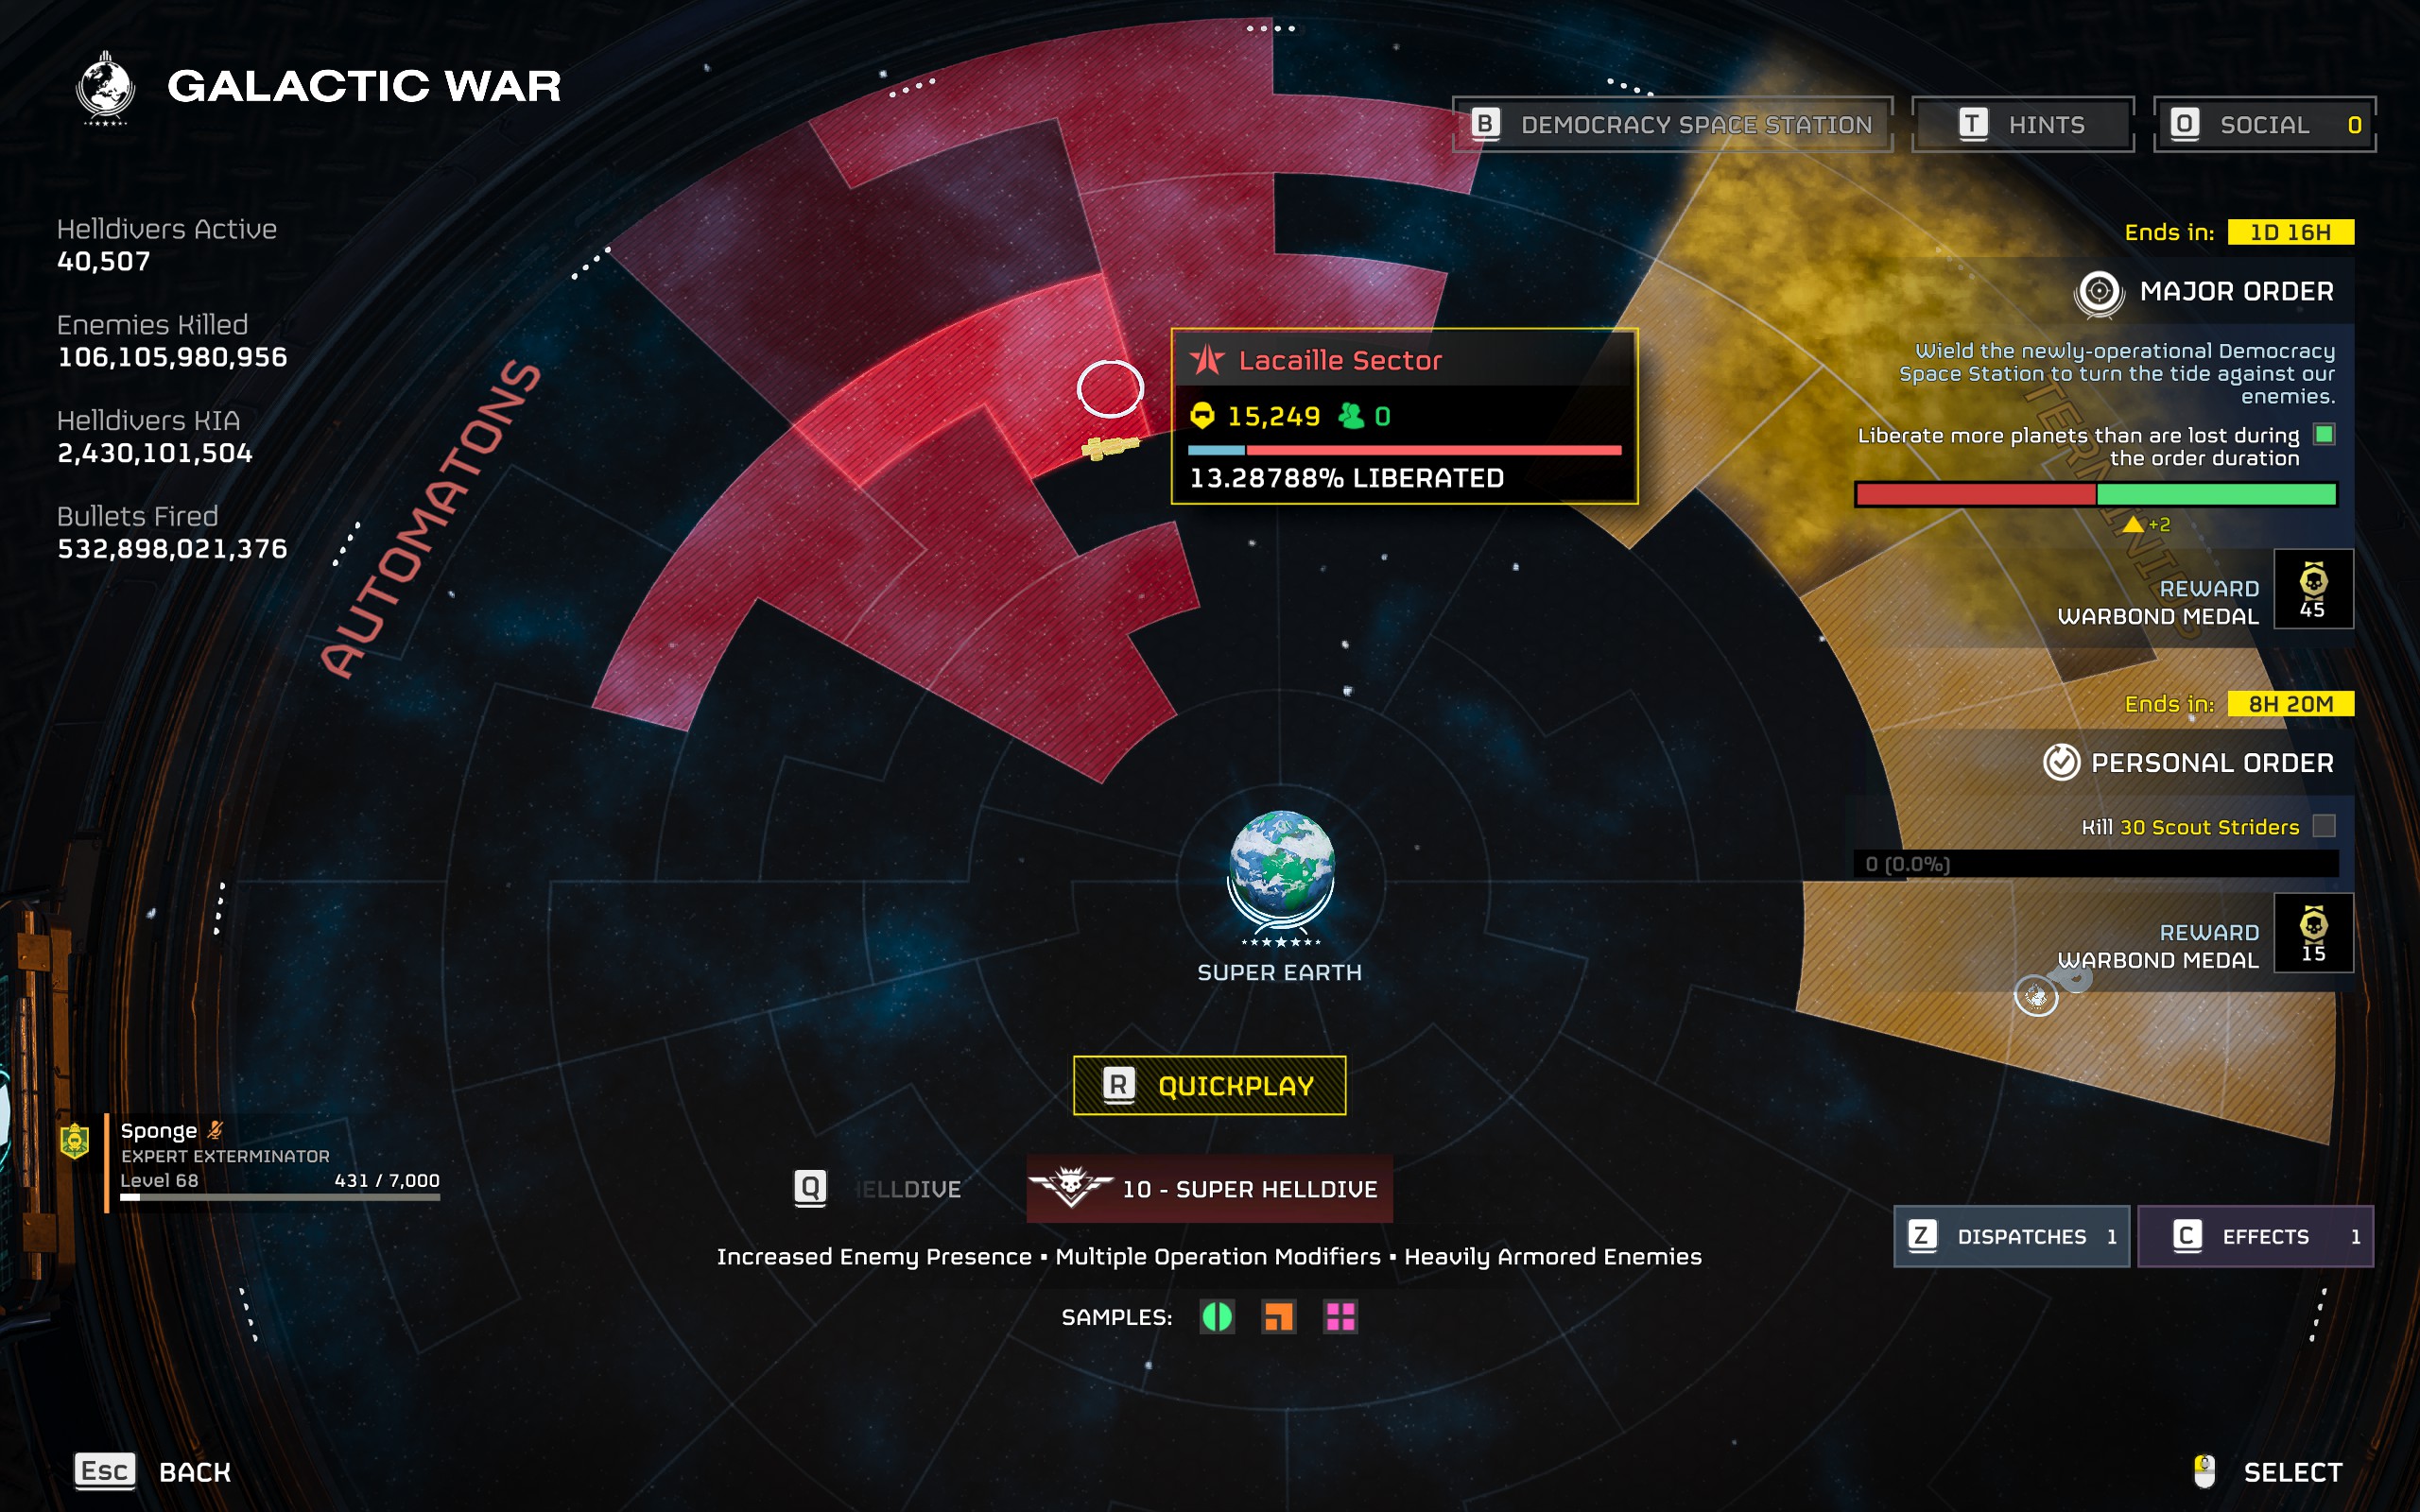 GALACTIC WAR
B DEMOCRACY SPACE STATION
T HINTS
O SOCIAL 0
Helldivers Active
40,507
Enemies Killed
106,105,980,956
Helldivers KIA
2,430,101,504
Bullets Fired
532,898,021,376
AUTOMATONS
Lacaille Sector
15,249 0
13.28788% LIBERATED
TERMINIDS
Ends in: 1D 16H
MAJOR ORDER
Wield the newly-operational Democracy
Space Station to turn the tide against our
enemies.
Liberate more planets than are lost during
the order duration
+2
REWARD
WARBOND MEDAL
45
Ends in: 8H 20M
PERSONAL ORDER
Kill 30 Scout Striders
0 (0.0%)
REWARD
WARBOND MEDAL
15
SUPER EARTH
R QUICKPLAY
Sponge
EXPERT EXTERMINATOR
Level 68 431 / 7,000
Q ELLDIVE
10 - SUPER HELLDIVE
Increased Enemy Presence ▪ Multiple Operation Modifiers ▪ Heavily Armored Enemies
SAMPLES:
Z DISPATCHES 1
C EFFECTS 1
Esc BACK
SELECT